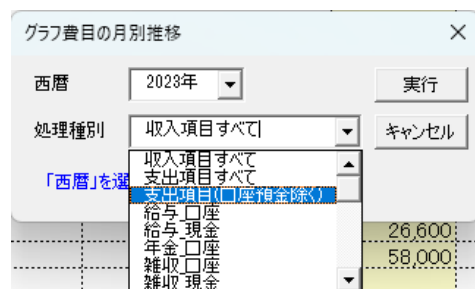 グラフ費目の月別推移
西暦 2023年 実行
処理種別 収入項目すべて キャンセル
収入項目すべて
「西暦」を選
支出項目すべて
支出項目(口座預金除く)
給与_口座
給与_現金 26,600
年金_口座
雑収_口座 58,000
雑収_現金